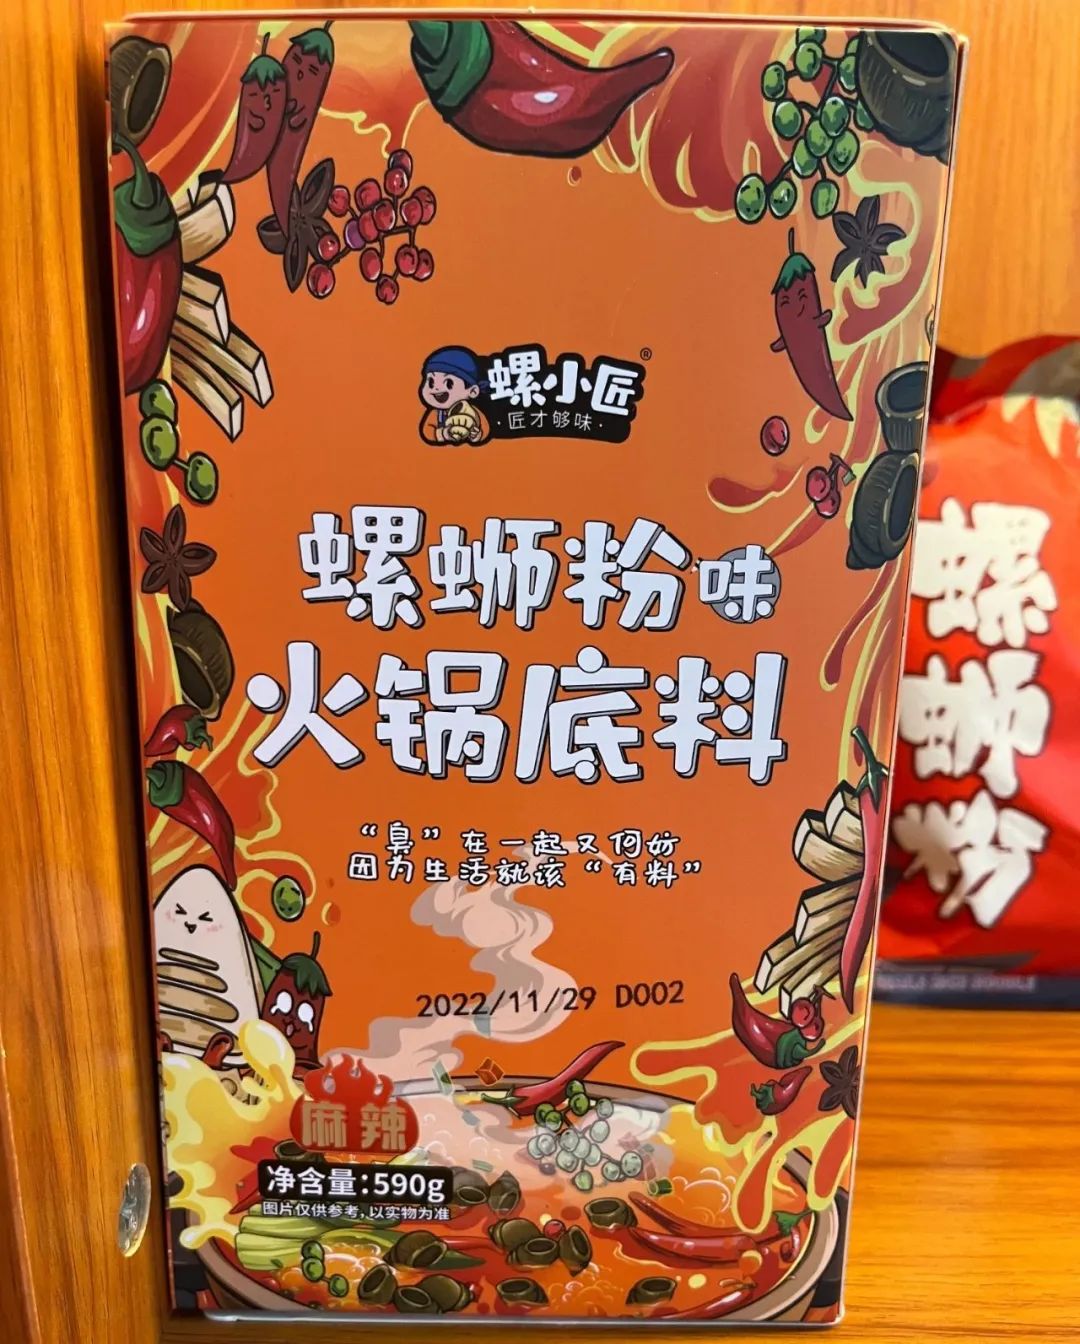 螺小匠®
·匠才够味·
螺蛳粉味
火锅底料
“臭”在一起又何妨
因为生活就该“有料”
2022/11/29 D002
麻辣
净含量:590g
图片仅供参考,以实物为准
螺
蛳
粉